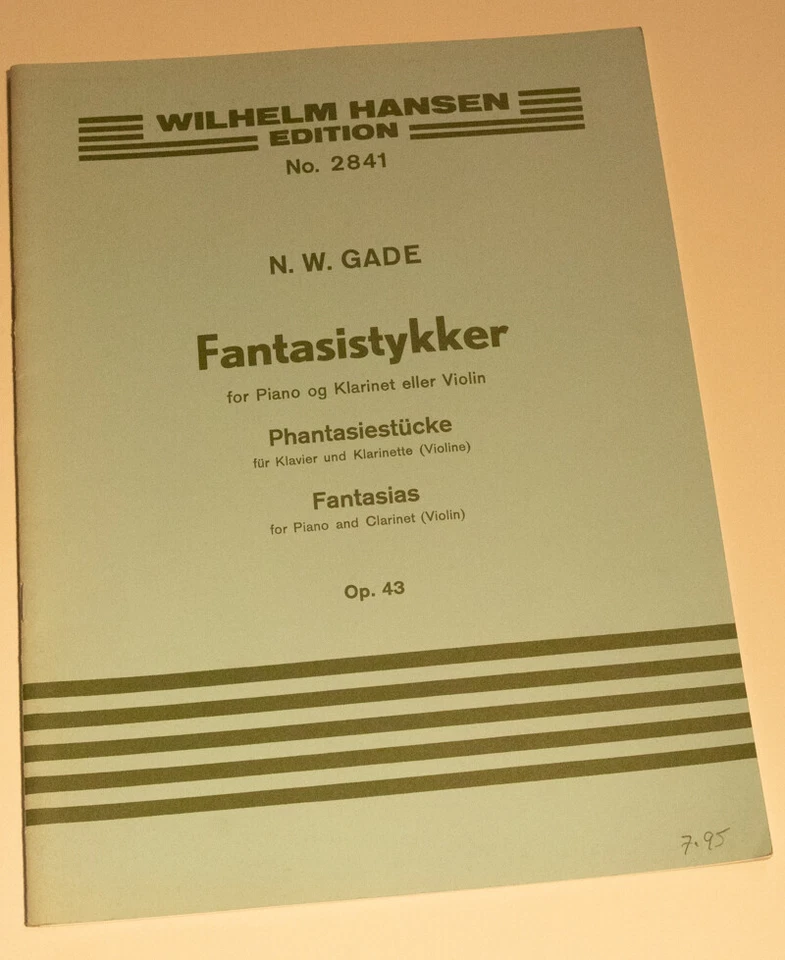 WILHELM HANSEN
EDITION
No. 2841
N. W. GADE
Fantasistykker
for Piano og Klarinet eller Violin
Phantasiestücke
für Klavier und Klarinette (Violine)
Fantasias
for Piano and Clarinet (Violin)
Op. 43
7.95